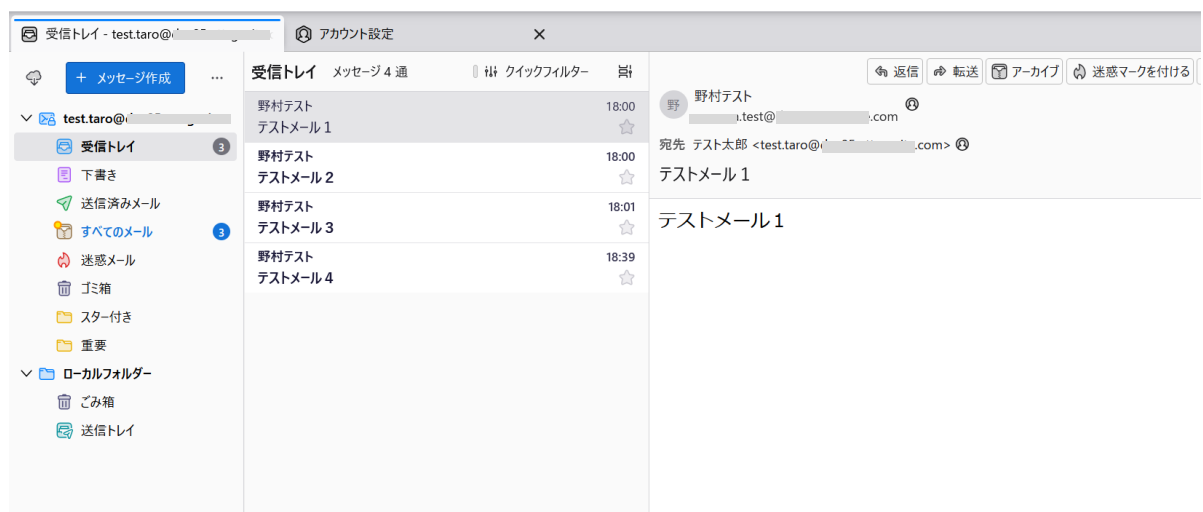 受信トレイ - test.taro@
アカウント設定
+ メッセージ作成
test.taro@
受信トレイ 3
下書き
送信済みメール
すべてのメール 3
迷惑メール
ゴミ箱
スター付き
重要
ローカルフォルダー
ごみ箱
送信トレイ
受信トレイ メッセージ 4 通 クイックフィルター
野村テスト 18:00
テストメール 1
野村テスト 18:00
テストメール 2
野村テスト 18:01
テストメール 3
野村テスト 18:39
テストメール 4
返信 転送 アーカイブ 迷惑マークを付ける
野 野村テスト
.test@ .com
宛先 テスト太郎 <test.taro@ .com>
テストメール 1
テストメール 1